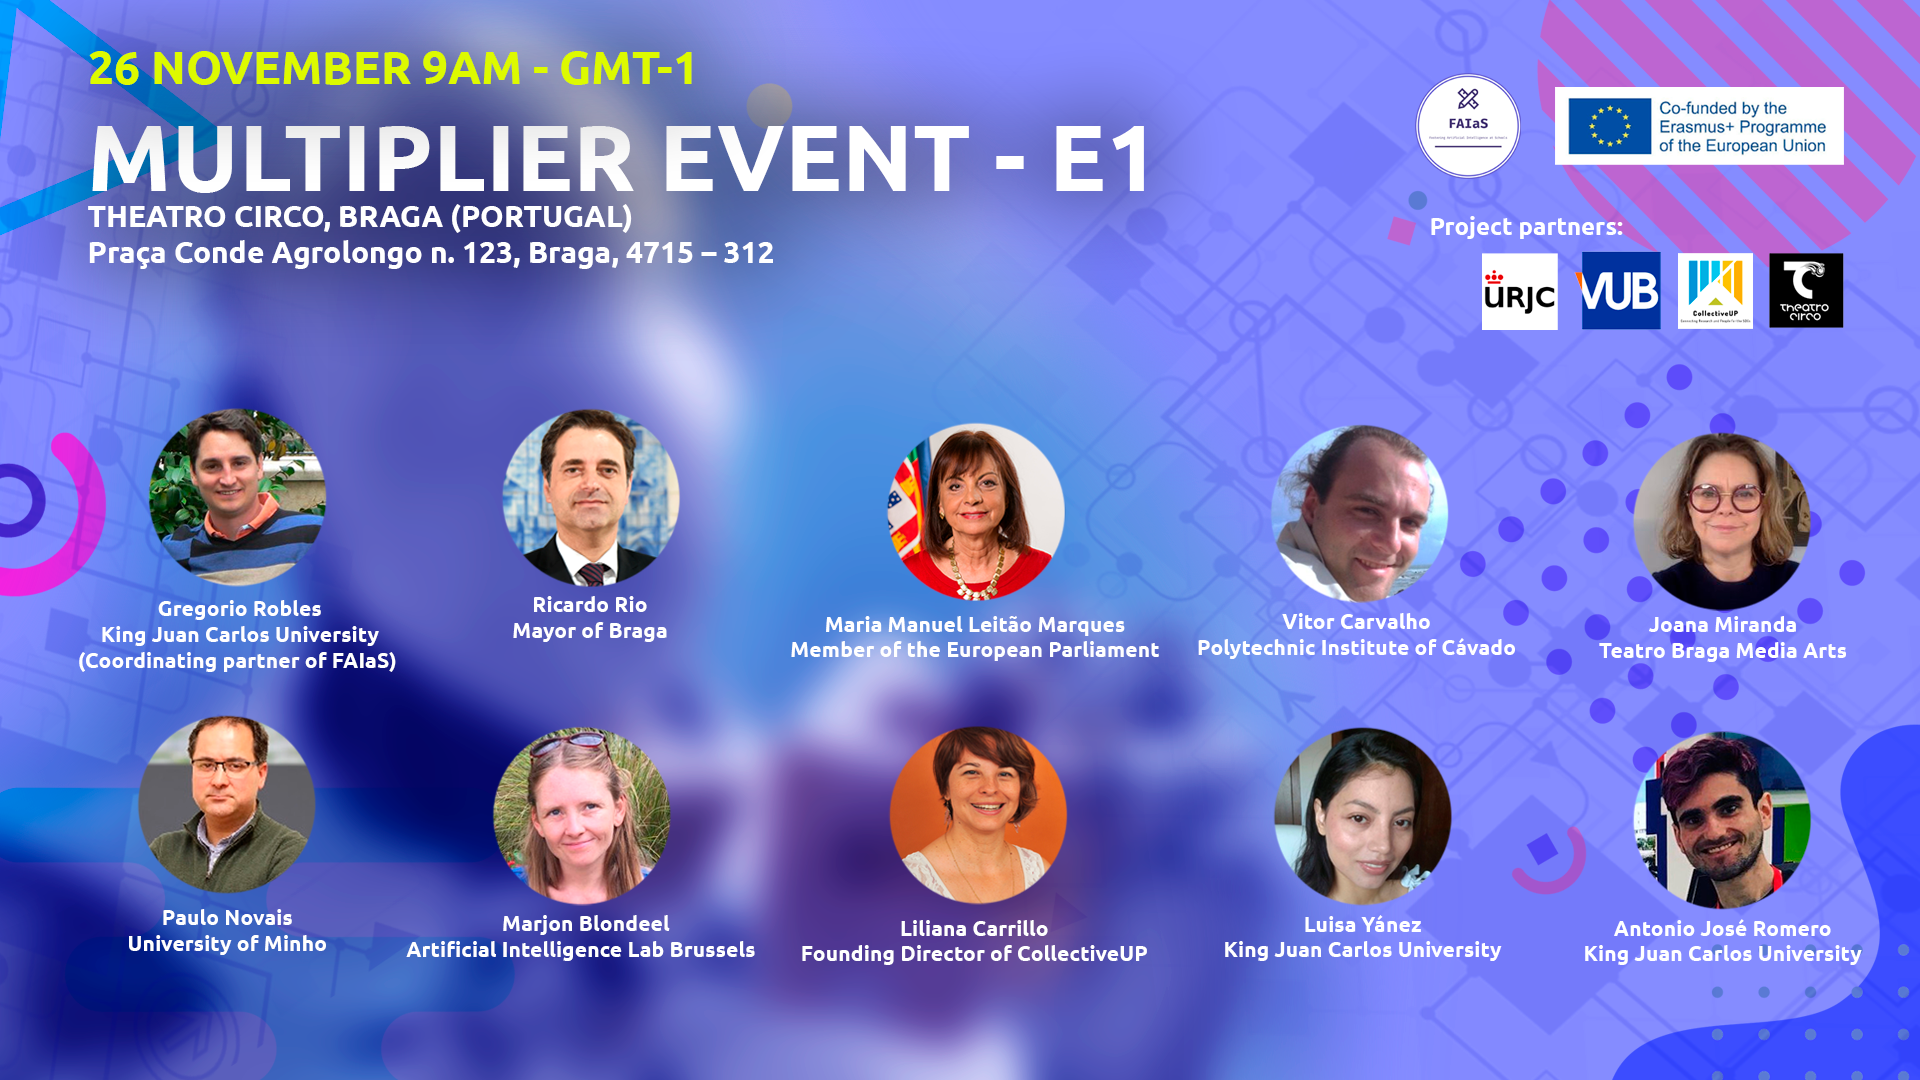 26 NOVEMBER 9AM - GMT-1
MULTIPLIER EVENT - E1
THEATRO CIRCO, BRAGA (PORTUGAL)
Praça Conde Agrolongo n. 123, Braga, 4715 – 312
FAIaS
Co-funded by the
Erasmus+ Programme
of the European Union
Project partners:
URJC
VUB
CollectiveUP
Theatro
Circo
Gregorio Robles
King Juan Carlos University
(Coordinating partner of FAIaS)
Ricardo Rio
Mayor of Braga
Maria Manuel Leitão Marques
Member of the European Parliament
Vitor Carvalho
Polytechnic Institute of Cávado
Joana Miranda
Teatro Braga Media Arts
Paulo Novais
University of Minho
Marjon Blondeel
Artificial Intelligence Lab Brussels
Liliana Carrillo
Founding Director of CollectiveUP
Luisa Yánez
King Juan Carlos University
Antonio José Romero
King Juan Carlos University